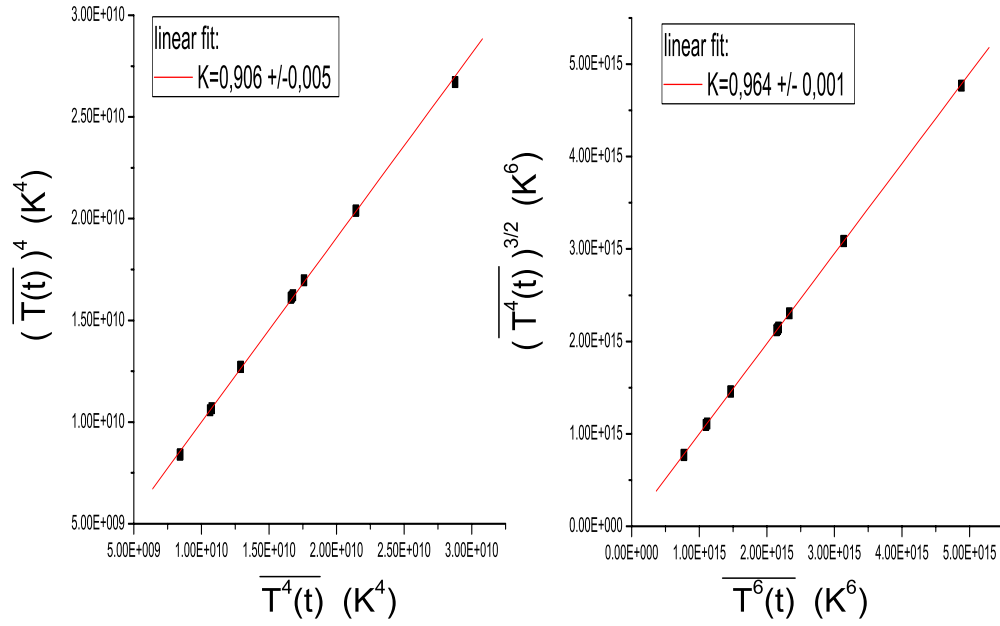 linear fit:
K=0,906 +/-0,005
3.00E+010
2.50E+010
2.00E+010
1.50E+010
1.00E+010
5.00E+009
5.00E+009 1.00E+010 1.50E+010 2.00E+010 2.50E+010 3.00E+010
( T(t) )⁴ (K⁴)
T⁴(t) (K⁴)
linear fit:
K=0,964 +/- 0,001
5.00E+015
4.00E+015
3.00E+015
2.00E+015
1.00E+015
0.00E+000
0.00E+000 1.00E+015 2.00E+015 3.00E+015 4.00E+015 5.00E+015
( T⁴(t) )³/² (K⁶)
T⁶(t) (K⁶)